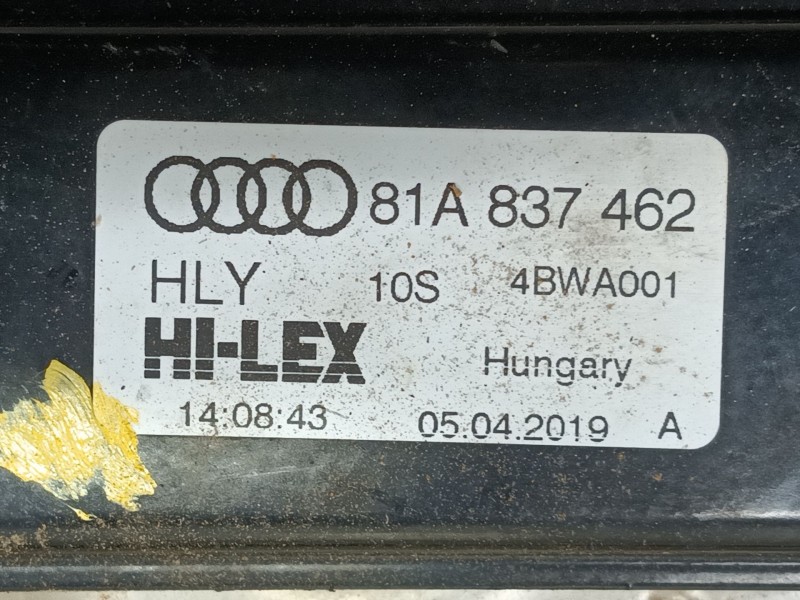 81A 837 462
HLY 10S 4BWA001
HI-LEX Hungary
14:08:43 05.04.2019 A